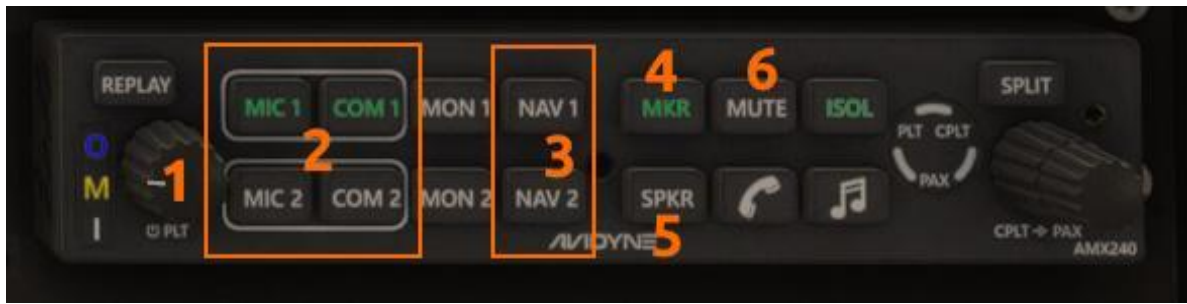 4 6
REPLAY MIC 1 COM 1 MON 1 NAV 1 MKR MUTE ISOL SPLIT
O
M 1 2 3 PLT CPLT
PAX
I PLT MIC 2 COM 2 MON 2 NAV 2 SPKR
5 AVIDYNE CPLT PAX
AMX240